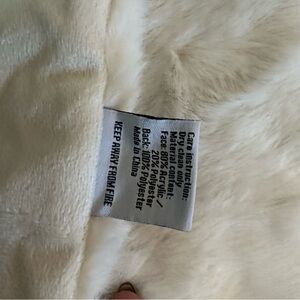 Care instruction:
Dry clean only
Material content:
Face: 80% Acrylic /
20% Polyester
Back: 100% Polyester
Made in China
KEEP AWAY FROM FIRE